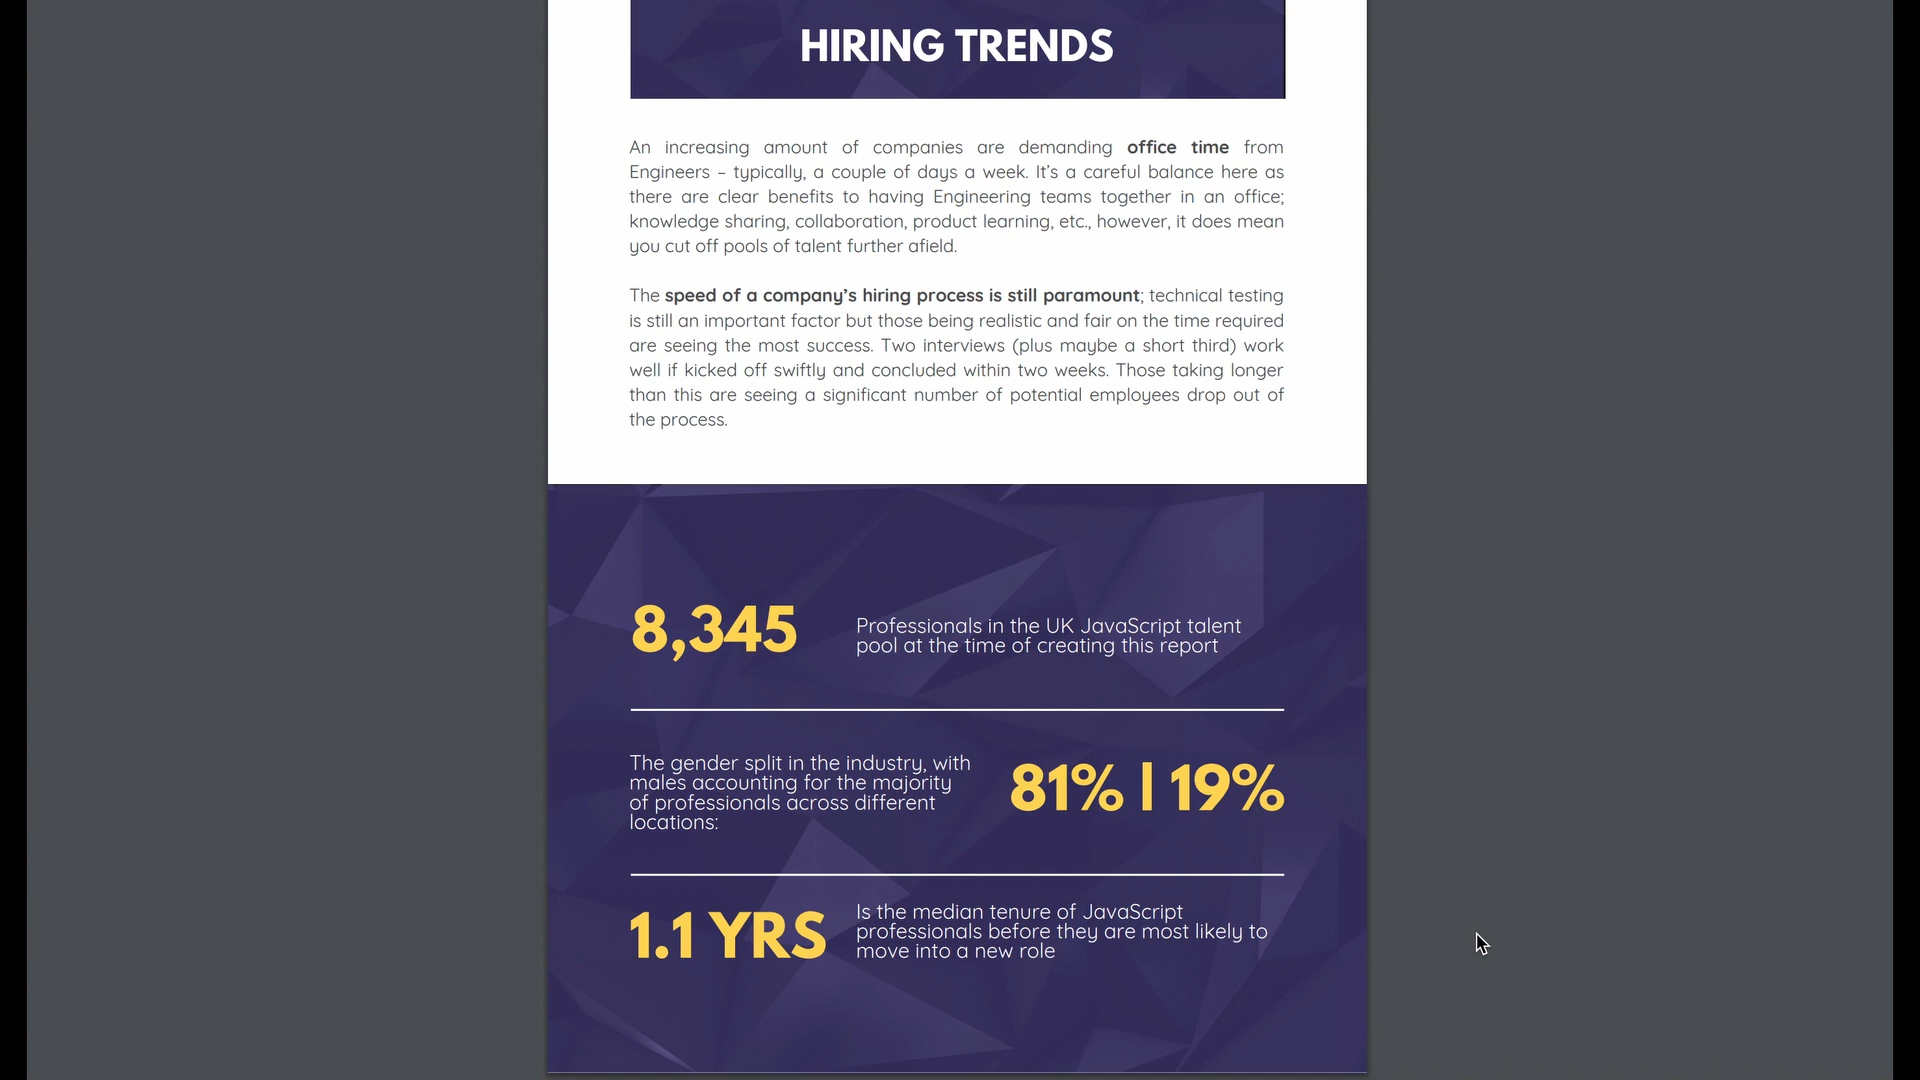 HIRING TRENDS
An increasing amount of companies are demanding office time from
Engineers – typically, a couple of days a week. It’s a careful balance here as
there are clear benefits to having Engineering teams together in an office;
knowledge sharing, collaboration, product learning, etc., however, it does mean
you cut off pools of talent further afield.
The speed of a company’s hiring process is still paramount; technical testing
is still an important factor but those being realistic and fair on the time required
are seeing the most success. Two interviews (plus maybe a short third) work
well if kicked off swiftly and concluded within two weeks. Those taking longer
than this are seeing a significant number of potential employees drop out of
the process.
8,345
Professionals in the UK JavaScript talent
pool at the time of creating this report
The gender split in the industry, with
males accounting for the majority
of professionals across different
locations:
81% | 19%
1.1 YRS
Is the median tenure of JavaScript
professionals before they are most likely to
move into a new role